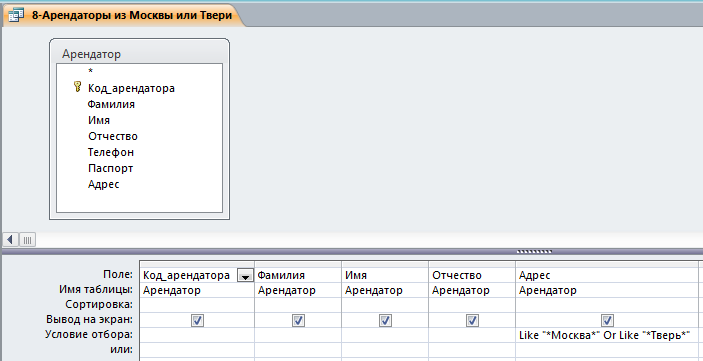 8-Арендаторы из Москвы или Твери
Арендатор
*
Код_арендатора
Фамилия
Имя
Отчество
Телефон
Паспорт
Адрес
Поле: Код_арендатора Фамилия Имя Отчество Адрес
Имя таблицы: Арендатор Арендатор Арендатор Арендатор Арендатор
Сортировка:
Вывод на экран:
Условие отбора: Like "*Москва*" Or Like "*Тверь*"
или: